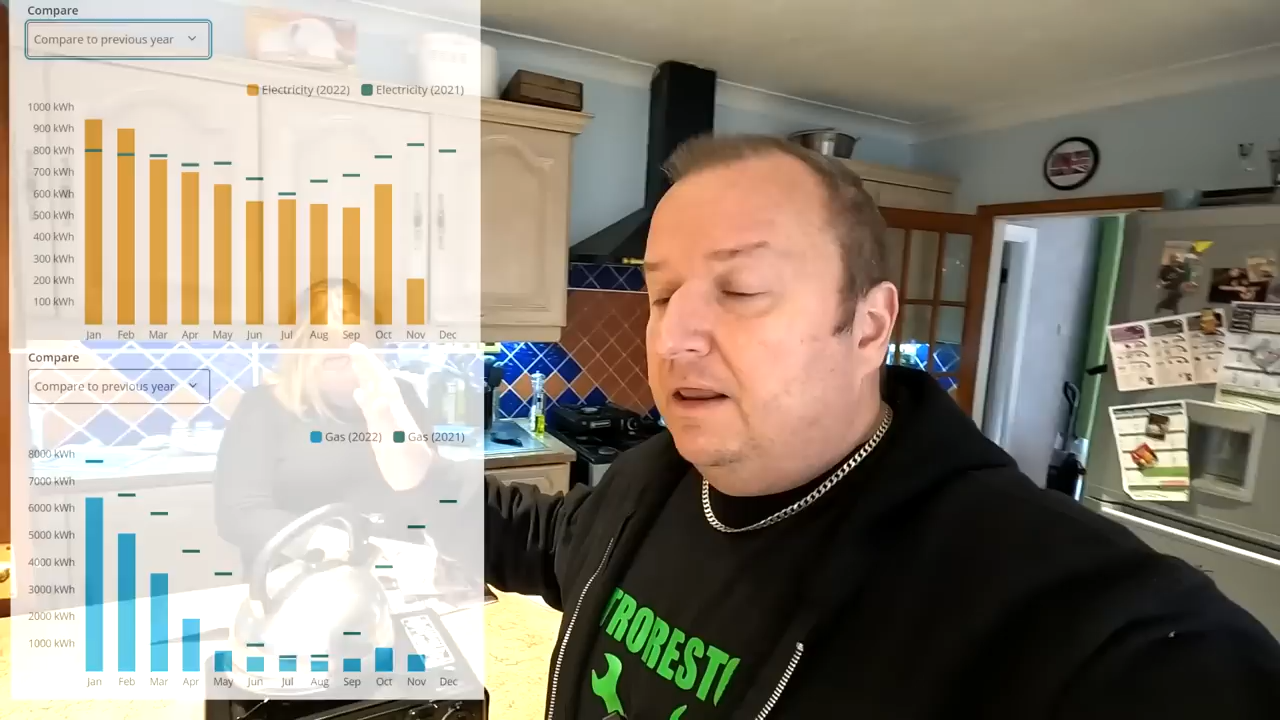 Compare
Compare to previous year
Electricity (2022) Electricity (2021)
1000 kWh
900 kWh
800 kWh
700 kWh
600 kWh
500 kWh
400 kWh
300 kWh
200 kWh
100 kWh
Jan Feb Mar Apr May Jun Jul Aug Sep Oct Nov Dec
Compare
Compare to previous year
Gas (2022) Gas (2021)
8000 kWh
7000 kWh
6000 kWh
5000 kWh
4000 kWh
3000 kWh
2000 kWh
1000 kWh
Jan Feb Mar Apr May Jun Jul Aug Sep Oct Nov Dec
TROREST